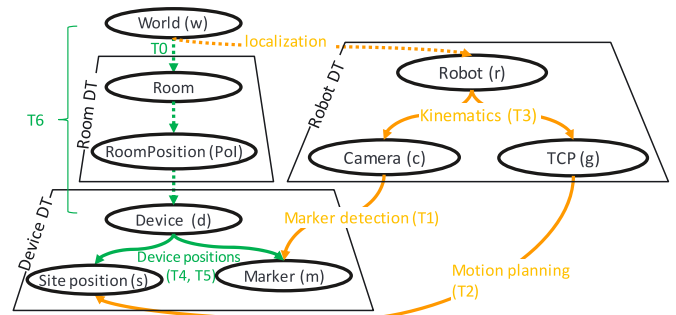 World (w)
T0
localization
Room DT
Room
Robot DT
Robot (r)
T6
Kinematics (T3)
RoomPosition (PoI)
Camera (c)
TCP (g)
Device DT
Device (d)
Marker detection (T1)
Device positions
(T4, T5)
Site position (s)
Marker (m)
Motion planning
(T2)